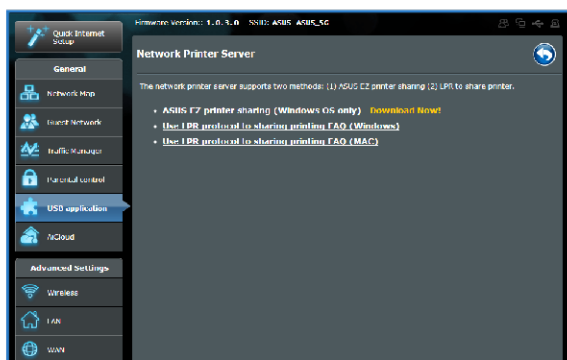 Quick Internet
Setup
Firmware Version: 1.0.3.0 SSID: ASUS ASUS_5G
General
Network Map
Guest Network
Traffic Manager
Parental control
USB application
AiCloud
Advanced Settings
Wireless
LAN
WAN
Network Printer Server
The network printer server supports two methods: (1) ASUS EZ printer sharing (2) LPR to share printer.
• ASUS EZ printer sharing (Windows OS only) Download Now!
• Use LPR protocol to sharing printing FAQ (Windows)
• Use LPR protocol to sharing printing FAQ (MAC)